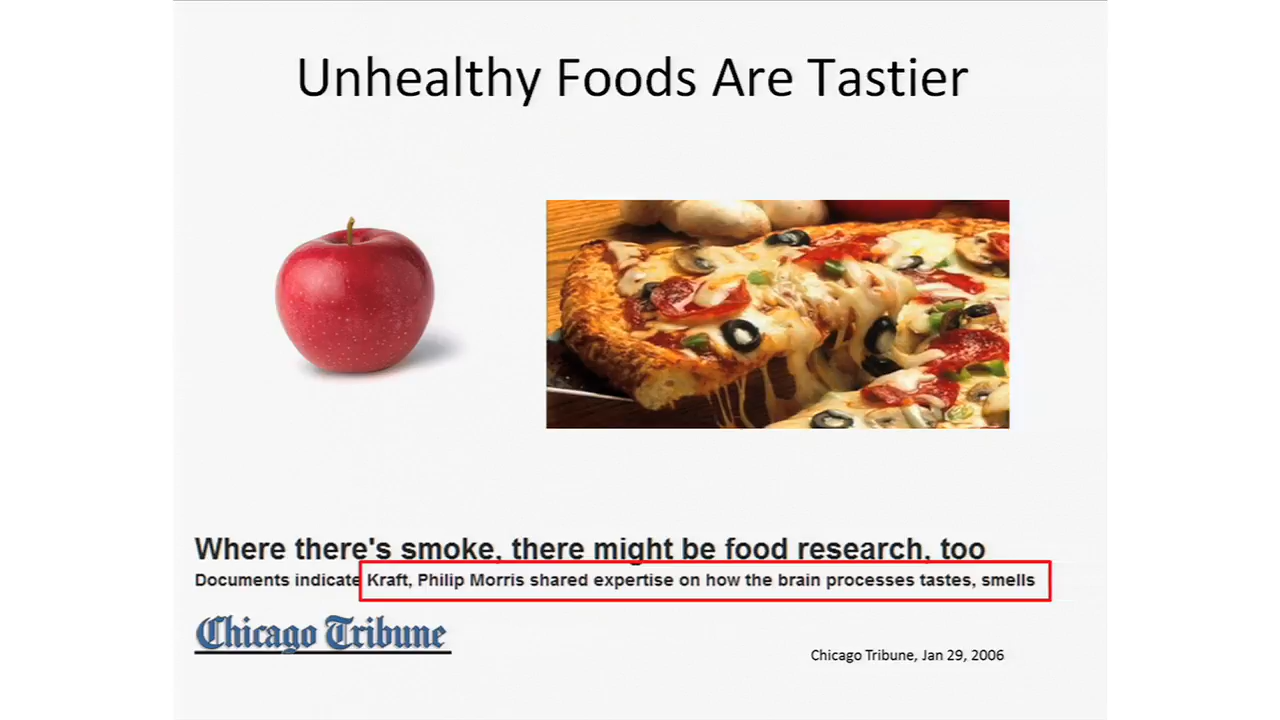 Unhealthy Foods Are Tastier
Where there's smoke, there might be food research, too
Documents indicate Kraft, Philip Morris shared expertise on how the brain processes tastes, smells
Chicago Tribune
Chicago Tribune, Jan 29, 2006